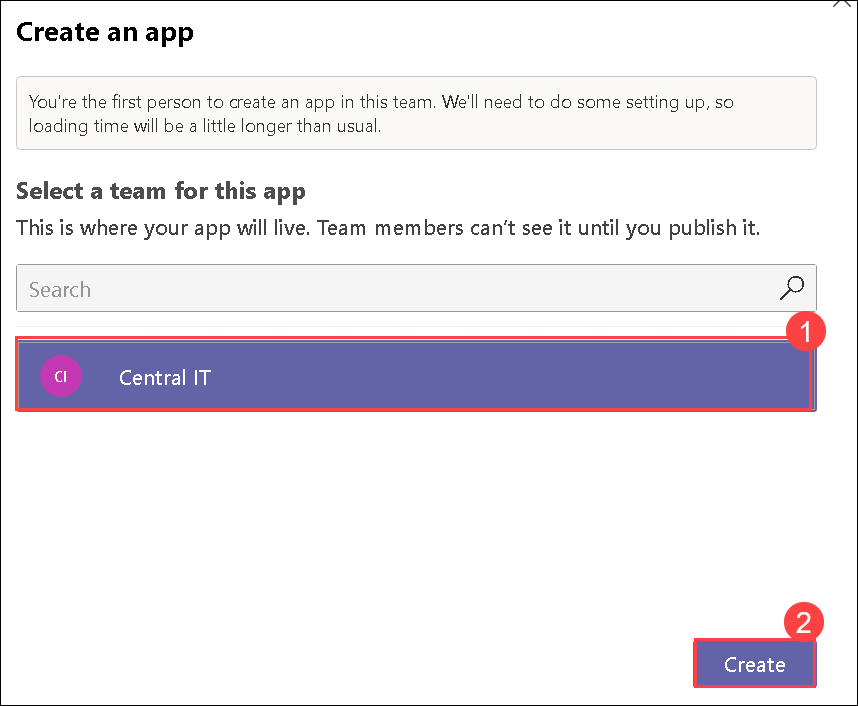 Create an app
You're the first person to create an app in this team. We'll need to do some setting up, so
loading time will be a little longer than usual.
Select a team for this app
This is where your app will live. Team members can’t see it until you publish it.
Search
1
CI Central IT
2
Create